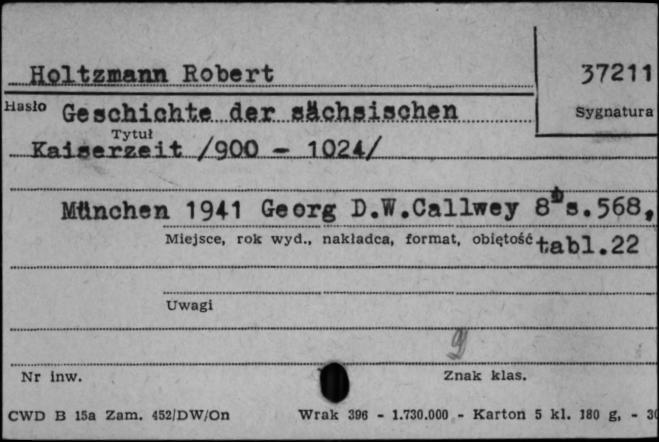 Holtzmann Robert 37211
Hasło Geschichte der sächsischen Sygnatura
Tytuł
Kaiserzeit /900 - 1024/
München 1941 Georg D.W.Callwey 8° s.568,
Miejsce, rok wyd., nakładca, format, obiętość tabl.22
Uwagi
g
Nr inw. Znak klas.
CWD B 15a Zam. 452/DW/On Wrak 396 - 1.730.000 - Karton 5 kl. 180 g, - 30